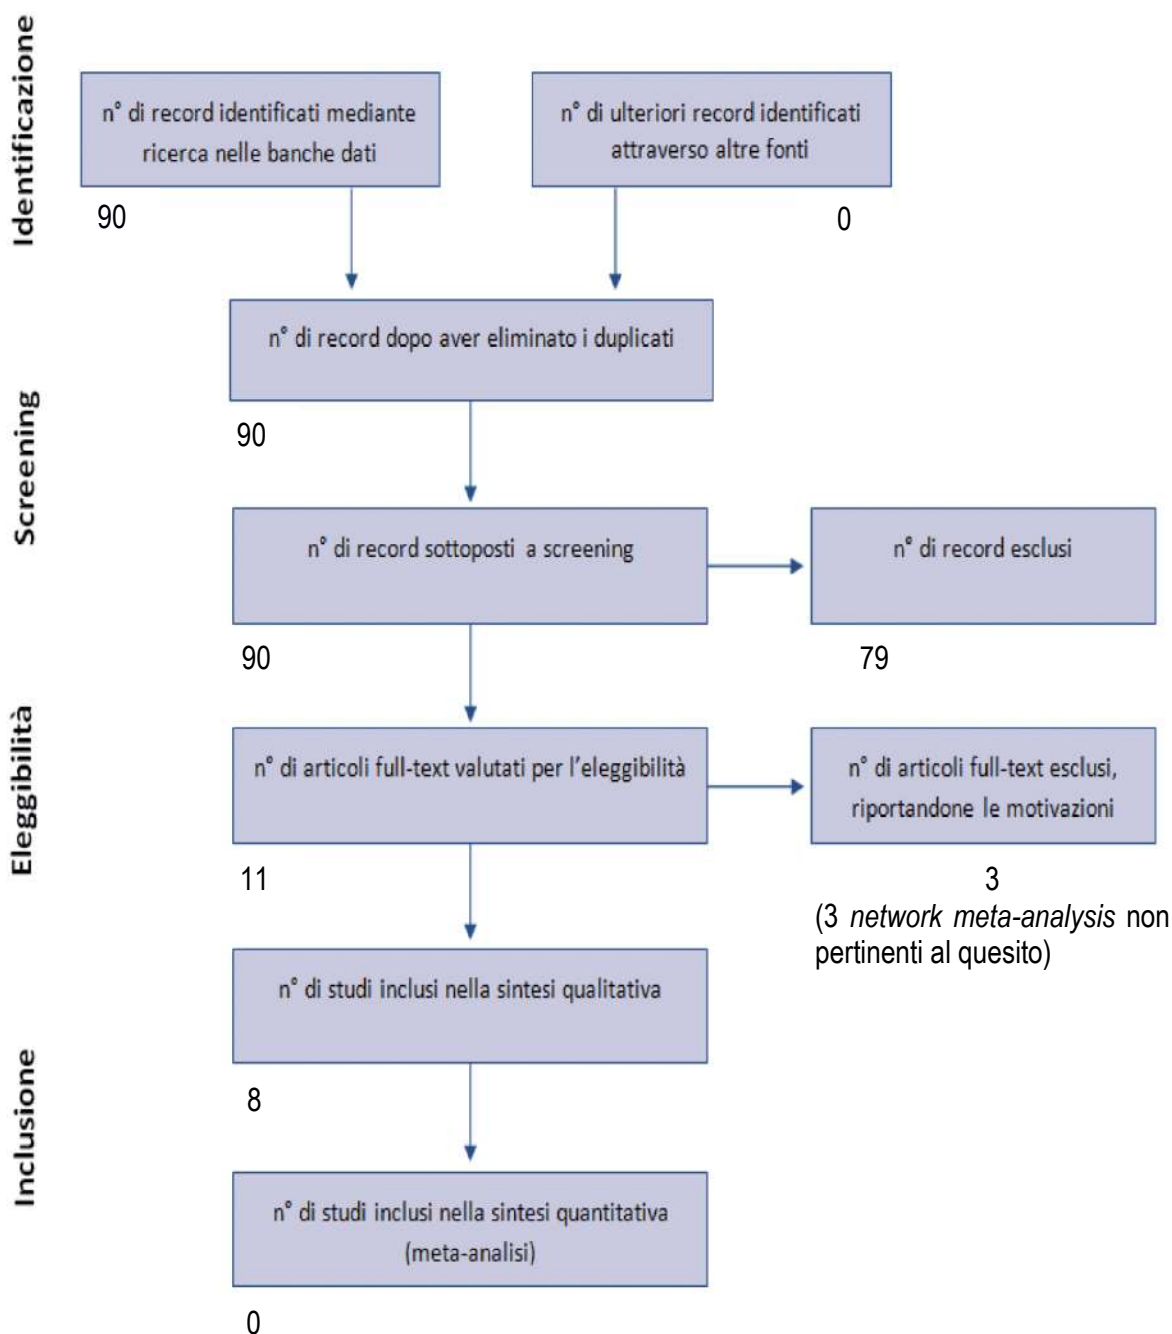 Identificazione
n° di record identificati mediante
ricerca nelle banche dati
90
n° di ulteriori record identificati
attraverso altre fonti
0
n° di record dopo aver eliminato i duplicati
90
Screening
n° di record sottoposti a screening
90
n° di record esclusi
79
Eleggibilità
n° di articoli full-text valutati per l'eleggibilità
11
n° di articoli full-text esclusi,
riportandone le motivazioni
3
(3 network meta-analysis non
pertinenti al quesito)
Inclusione
n° di studi inclusi nella sintesi qualitativa
8
n° di studi inclusi nella sintesi quantitativa
(meta-analisi)
0